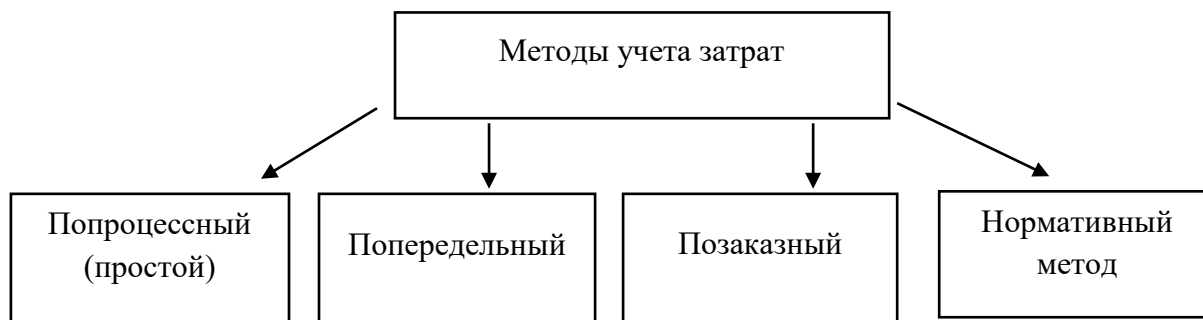 Методы учета затрат
Попроцессный
(простой)
Попередельный
Позаказный
Нормативный
метод